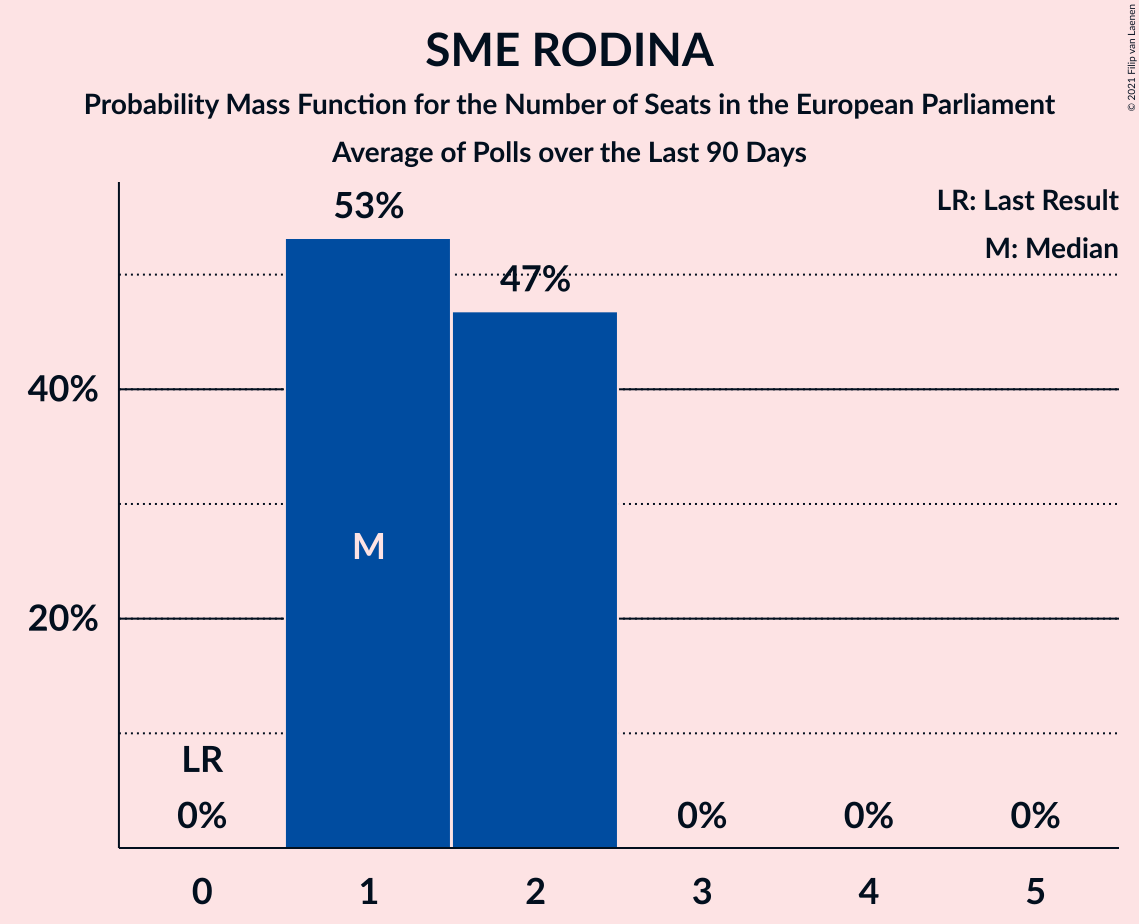 SME RODINA
Probability Mass Function for the Number of Seats in the European Parliament
Average of Polls over the Last 90 Days
© 2021 Filip van Laenen
LR: Last Result
M: Median
53%
47%
40%
20%
M
LR
0%
0%
0%
0%
0
1
2
3
4
5